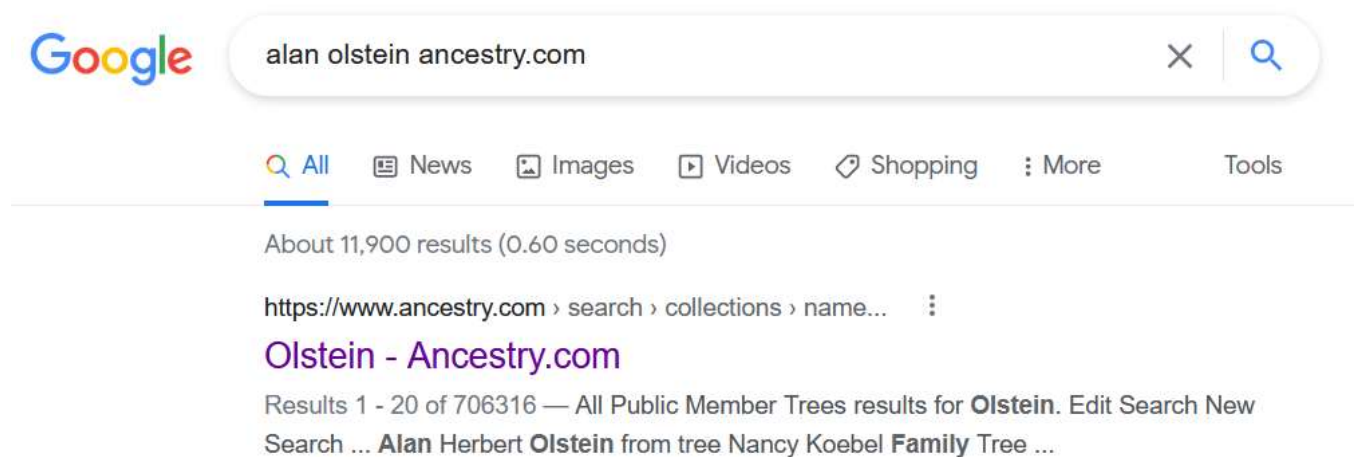 Google alan olstein ancestry.com
All News Images Videos Shopping More Tools
About 11,900 results (0.60 seconds)
https://www.ancestry.com › search › collections › name...
Olstein - Ancestry.com
Results 1 - 20 of 706316 — All Public Member Trees results for Olstein. Edit Search New
Search ... Alan Herbert Olstein from tree Nancy Koebel Family Tree ...